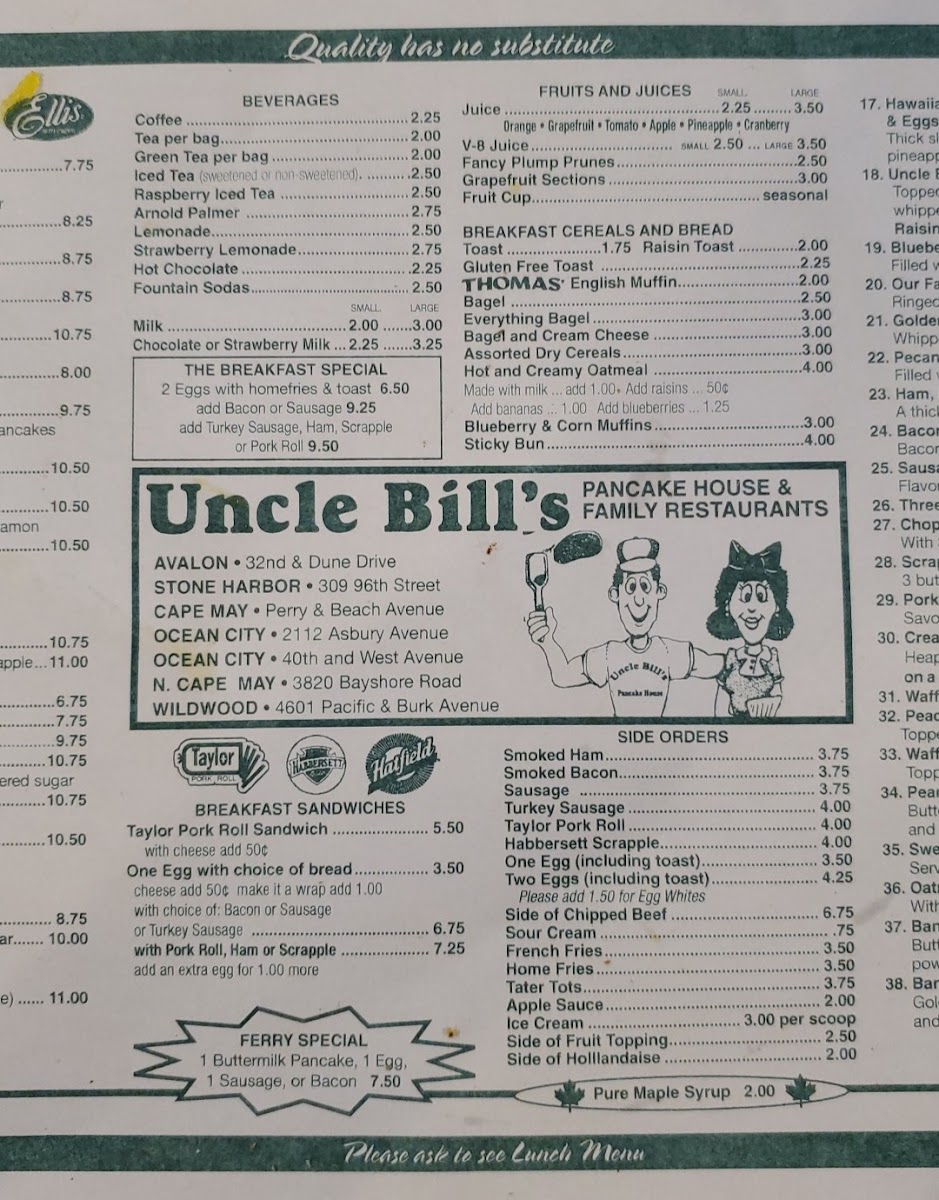 Quality has no substitute
Ellis
7.75
8.25
8.75
8.75
10.75
8.00
9.75
ancakes
10.50
10.50
amon
10.50
10.75
apple...11.00
6.75
7.75
9.75
10.75
ered sugar
10.75
10.50
8.75
ar....... 10.00
e) ...... 11.00
BEVERAGES
Coffee 2.25
Tea per bag 2.00
Green Tea per bag 2.00
Iced Tea (sweetened or non-sweetened). 2.50
Raspberry Iced Tea 2.50
Arnold Palmer 2.75
Lemonade 2.50
Strawberry Lemonade 2.75
Hot Chocolate 2.25
Fountain Sodas 2.50
SMALL LARGE
Milk 2.00 3.00
Chocolate or Strawberry Milk ... 2.25 3.25
THE BREAKFAST SPECIAL
2 Eggs with homefries & toast 6.50
add Bacon or Sausage 9.25
add Turkey Sausage, Ham, Scrapple
or Pork Roll 9.50
FRUITS AND JUICES SMALL LARGE
Juice 2.25 3.50
Orange • Grapefruit • Tomato • Apple • Pineapple • Cranberry
V-8 Juice SMALL 2.50 ... LARGE 3.50
Fancy Plump Prunes 2.50
Grapefruit Sections 3.00
Fruit Cup seasonal
BREAKFAST CEREALS AND BREAD
Toast 1.75 Raisin Toast 2.00
Gluten Free Toast 2.25
THOMAS' English Muffin 2.00
Bagel 2.50
Everything Bagel 3.00
Bagel and Cream Cheese 3.00
Assorted Dry Cereals 3.00
Hot and Creamy Oatmeal 4.00
Made with milk ... add 1.00 • Add raisins ... 50¢
Add bananas ... 1.00 Add blueberries ... 1.25
Blueberry & Corn Muffins 3.00
Sticky Bun 4.00
Uncle Bill's PANCAKE HOUSE &
FAMILY RESTAURANTS
AVALON • 32nd & Dune Drive
STONE HARBOR • 309 96th Street
CAPE MAY • Perry & Beach Avenue
OCEAN CITY • 2112 Asbury Avenue
OCEAN CITY • 40th and West Avenue
N. CAPE MAY • 3820 Bayshore Road
WILDWOOD • 4601 Pacific & Burk Avenue
Uncle Bill's
Pancake House
Taylor
PORK ROLL
HABBERSETT
Hatfield
BREAKFAST SANDWICHES
Taylor Pork Roll Sandwich 5.50
with cheese add 50¢
One Egg with choice of bread 3.50
cheese add 50¢ make it a wrap add 1.00
with choice of: Bacon or Sausage
or Turkey Sausage 6.75
with Pork Roll, Ham or Scrapple 7.25
add an extra egg for 1.00 more
FERRY SPECIAL
1 Buttermilk Pancake, 1 Egg,
1 Sausage, or Bacon 7.50
SIDE ORDERS
Smoked Ham 3.75
Smoked Bacon 3.75
Sausage 3.75
Turkey Sausage 4.00
Taylor Pork Roll 4.00
Habbersett Scrapple 4.00
One Egg (including toast) 3.50
Two Eggs (including toast) 4.25
Please add 1.50 for Egg Whites
Side of Chipped Beef 6.75
Sour Cream .75
French Fries 3.50
Home Fries 3.50
Tater Tots 3.75
Apple Sauce 2.00
Ice Cream 3.00 per scoop
Side of Fruit Topping 2.50
Side of Holllandaise 2.00
Pure Maple Syrup 2.00
17. Hawaiia
& Eggs
Thick sl
pineapp
18. Uncle B
Topped
whippe
Raisin
19. Bluebe
Filled w
20. Our Fa
Ringed
21. Golden
Whipp
22. Pecan
Filled
23. Ham,
A thick
24. Bacon
Bacon
25. Sausa
Flavo
26. Three
27. Chop
With
28. Scrap
3 but
29. Pork
Savo
30. Crea
Heap
on a
31. Waff
32. Peac
Toppe
33. Waff
Topp
34. Pear
Butt
and
35. Swe
Serv
36. Oat
With
37. Ban
Butt
pow
38. Ban
Gol
and
Please ask to see Lunch Menu